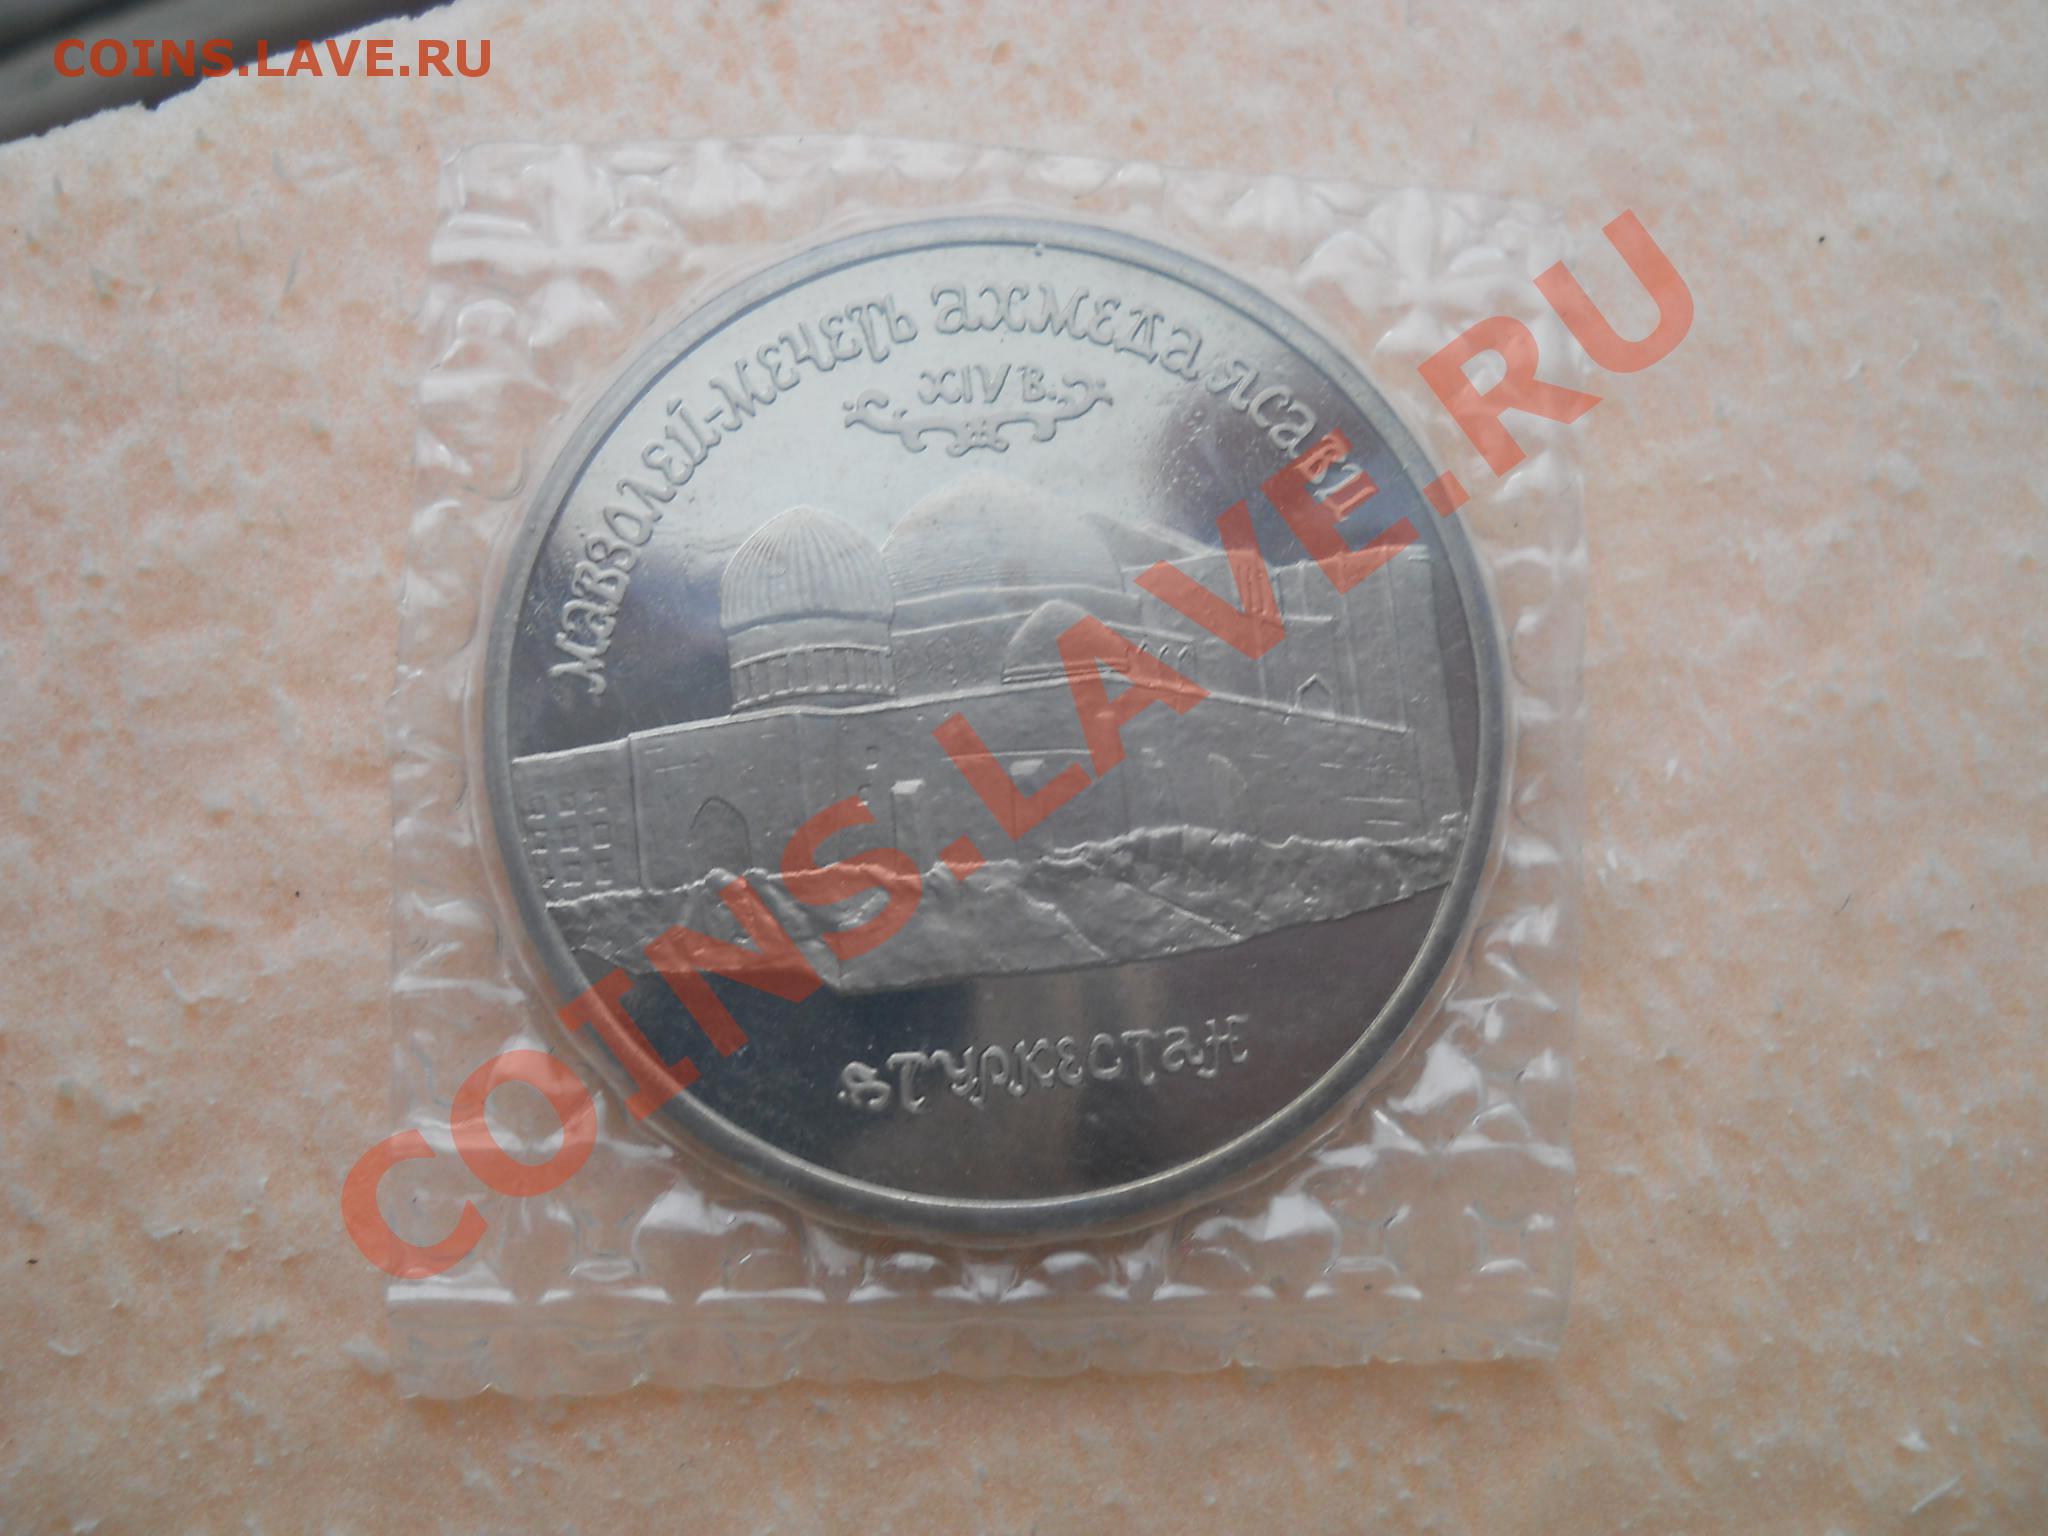 COINS.LAVE.RU
МАВЗОЛЕЙ-МЕЧЕТЬ АХМЕДА ЯСАВИ
XIV В.
COINS.LAVE.RU
г.ТУРКЕСТАН